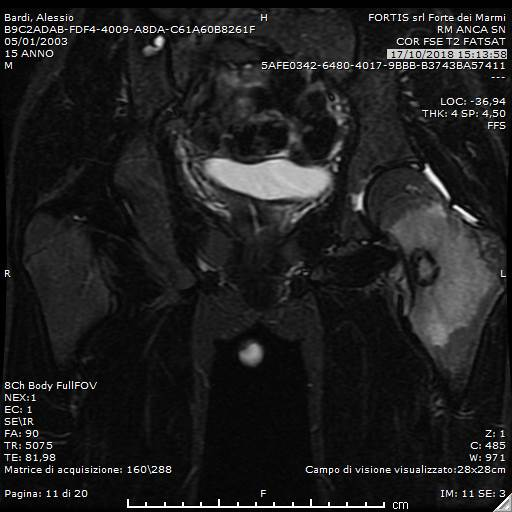 Bardi, Alessio
B9C2ADAB-FDF4-4009-A8DA-C61A60B8261F
05/01/2003
15 ANNO
M
H
FORTIS srl Forte dei Marmi
RM ANCA SN
COR FSE T2 FATSAT
17/10/2018 15:13:58
5AFE0342-6480-4017-9BBB-B3743BA57411
LOC: -36,94
THK: 4 SP: 4,50
FFS
R
L
8Ch Body FullFOV
NEX:1
EC: 1
SE\IR
FA: 90
TR: 5075
TE: 81,98
Matrice di acquisizione: 160\288
Pagina: 11 di 20
F
cm
Z: 1
C: 485
W: 971
Campo di visione visualizzato:28x28cm
IM: 11 SE: 3